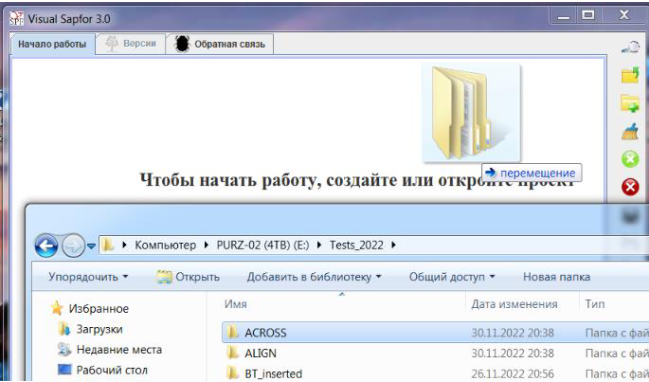 Visual Sapfor 3.0
Начало работы Версии Обратная связь
перемещение
Чтобы начать работу, создайте или откройте проект
Компьютер PURZ-02 (4TB) (E:) Tests_2022
Упорядочить Открыть Добавить в библиотеку Общий доступ Новая папка
Избранное Имя Дата изменения Тип
Загрузки ACROSS 30.11.2022 20:38 Папка с фай
Недавние места ALIGN 30.11.2022 20:38 Папка с фай
Рабочий стол BT_inserted 26.11.2022 20:56 Папка с фай